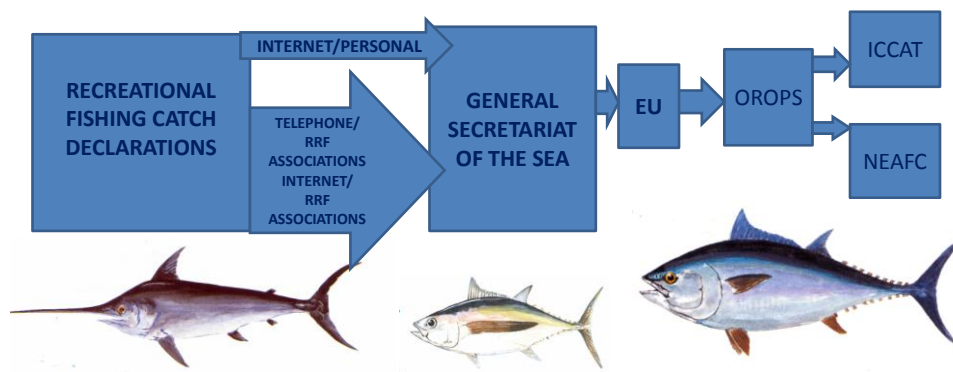 RECREATIONAL
FISHING CATCH
DECLARATIONS
INTERNET/PERSONAL
TELEPHONE/
RRF
ASSOCIATIONS
INTERNET/
RRF
ASSOCIATIONS
GENERAL
SECRETARIAT
OF THE SEA
EU
OROPS
ICCAT
NEAFC